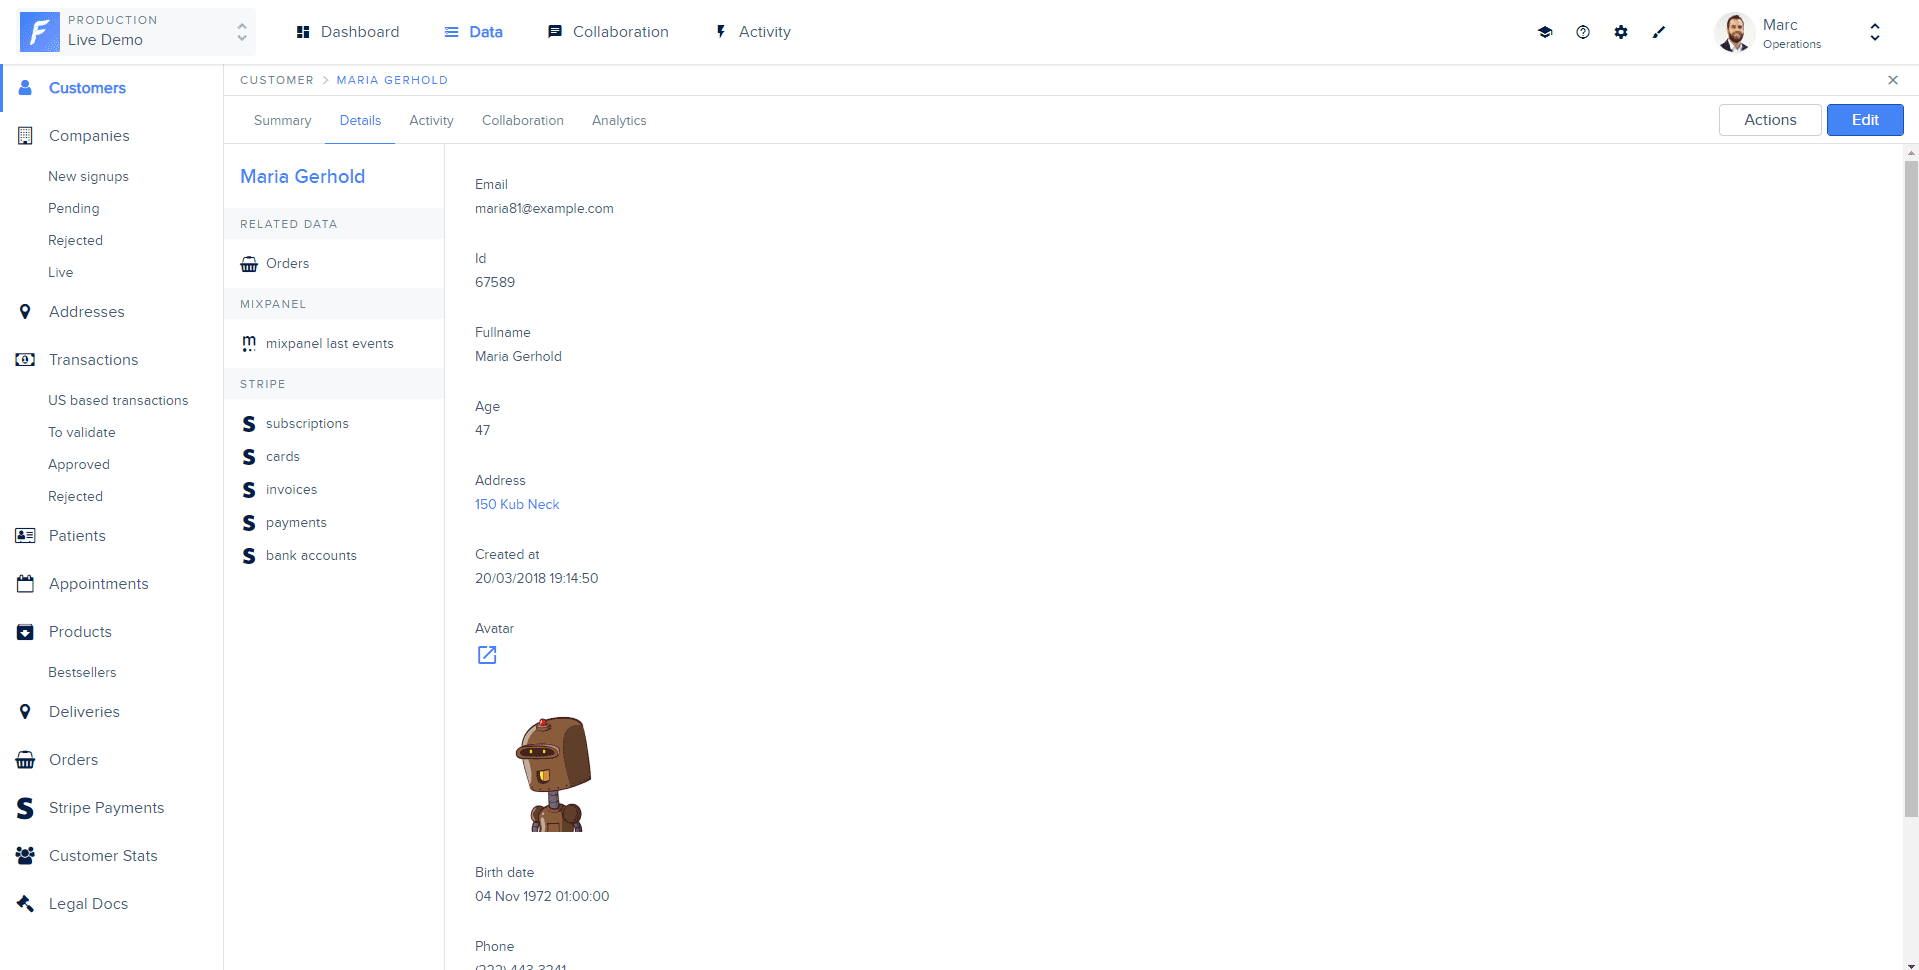 PRODUCTION
Live Demo
Dashboard
Data
Collaboration
Activity
Marc
Operations
Customers
Companies
New signups
Pending
Rejected
Live
Addresses
Transactions
US based transactions
To validate
Approved
Rejected
Patients
Appointments
Products
Bestsellers
Deliveries
Orders
Stripe Payments
Customer Stats
Legal Docs
CUSTOMER > MARIA GERHOLD
Summary
Details
Activity
Collaboration
Analytics
Actions
Edit
Maria Gerhold
RELATED DATA
Orders
MIXPANEL
mixpanel last events
STRIPE
subscriptions
cards
invoices
payments
bank accounts
Email
maria81@example.com
Id
67589
Fullname
Maria Gerhold
Age
47
Address
150 Kub Neck
Created at
20/03/2018 19:14:50
Avatar
Birth date
04 Nov 1972 01:00:00
Phone
(222) 443-3241